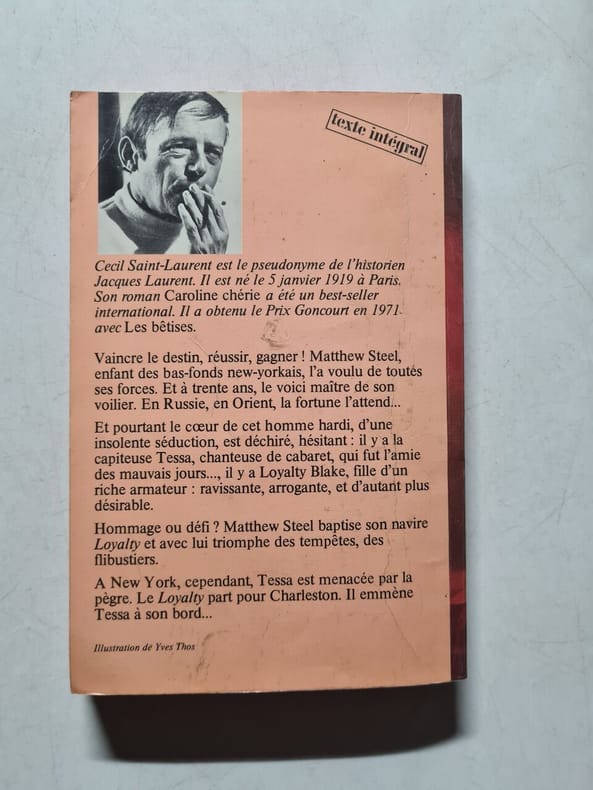 texte intégral
Cecil Saint-Laurent est le pseudonyme de l'historien
Jacques Laurent. Il est né le 5 janvier 1919 à Paris.
Son roman Caroline chérie a été un best-seller
international. Il a obtenu le Prix Goncourt en 1971
avec Les bêtises.
Vaincre le destin, réussir, gagner ! Matthew Steel,
enfant des bas-fonds new-yorkais, l'a voulu de toutes
ses forces. Et à trente ans, le voici maître de son
voilier. En Russie, en Orient, la fortune l'attend...
Et pourtant le cœur de cet homme hardi, d'une
insolente séduction, est déchiré, hésitant : il y a la
capiteuse Tessa, chanteuse de cabaret, qui fut l'amie
des mauvais jours..., il y a Loyalty Blake, fille d'un
riche armateur : ravissante, arrogante, et d'autant plus
désirable.
Hommage ou défi ? Matthew Steel baptise son navire
Loyalty et avec lui triomphe des tempêtes, des
flibustiers.
A New York, cependant, Tessa est menacée par la
pègre. Le Loyalty part pour Charleston. Il emmène
Tessa à son bord...
Illustration de Yves Thos